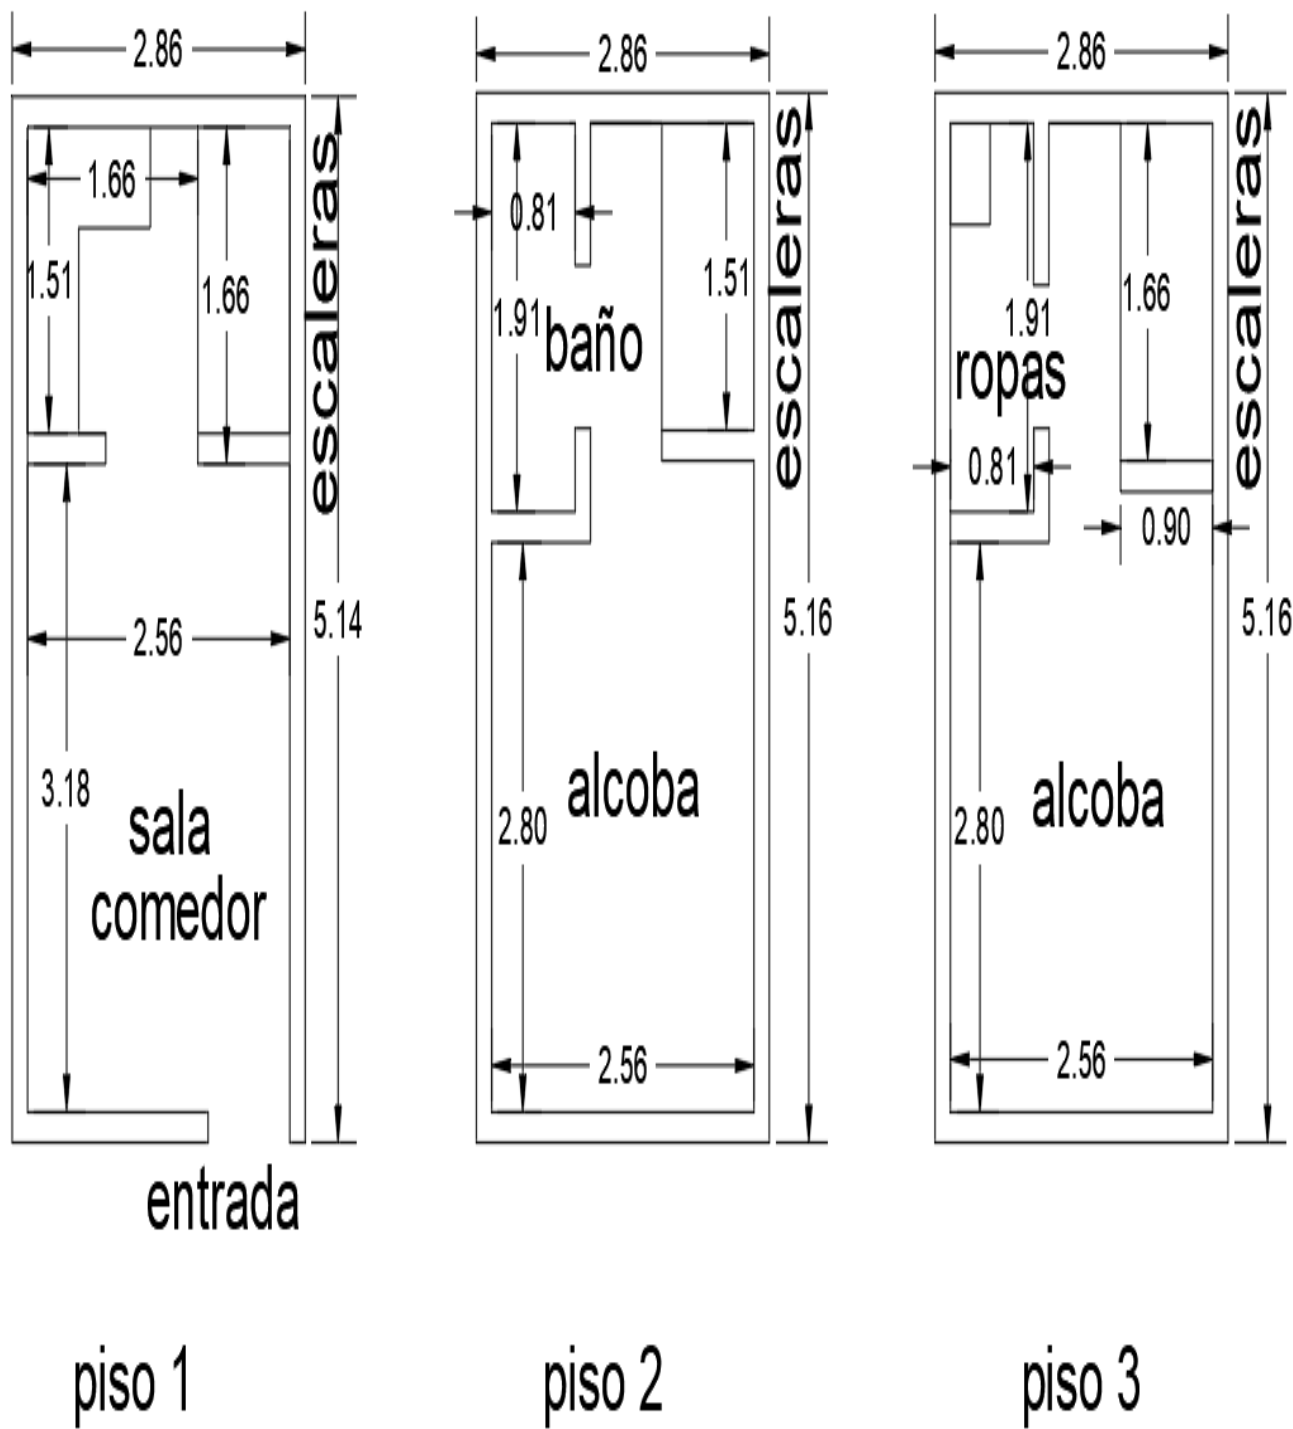 2.86
1.66
1.51
1.66
escaleras
5.14
2.56
3.18
sala
comedor
entrada
piso 1
2.86
0.81
1.91
baño
1.51
escaleras
5.16
alcoba
2.80
2.56
piso 2
2.86
1.91
ropas
1.66
escaleras
0.81
0.90
5.16
alcoba
2.80
2.56
piso 3